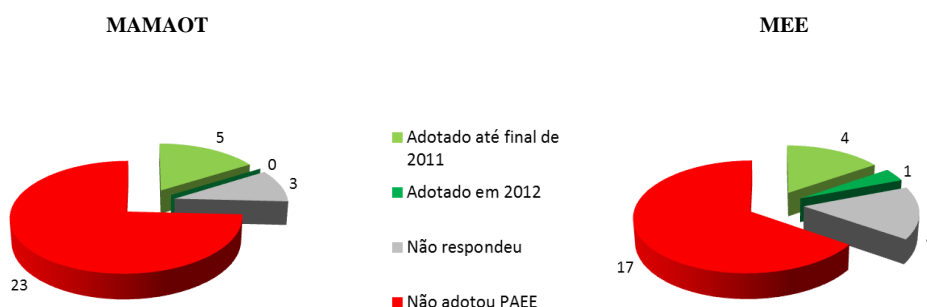 MAMAOT
MEE
5
0
3
23
Adotado até final de
2011
Adotado em 2012
Não respondeu
Não adotou PAEE
4
1
17